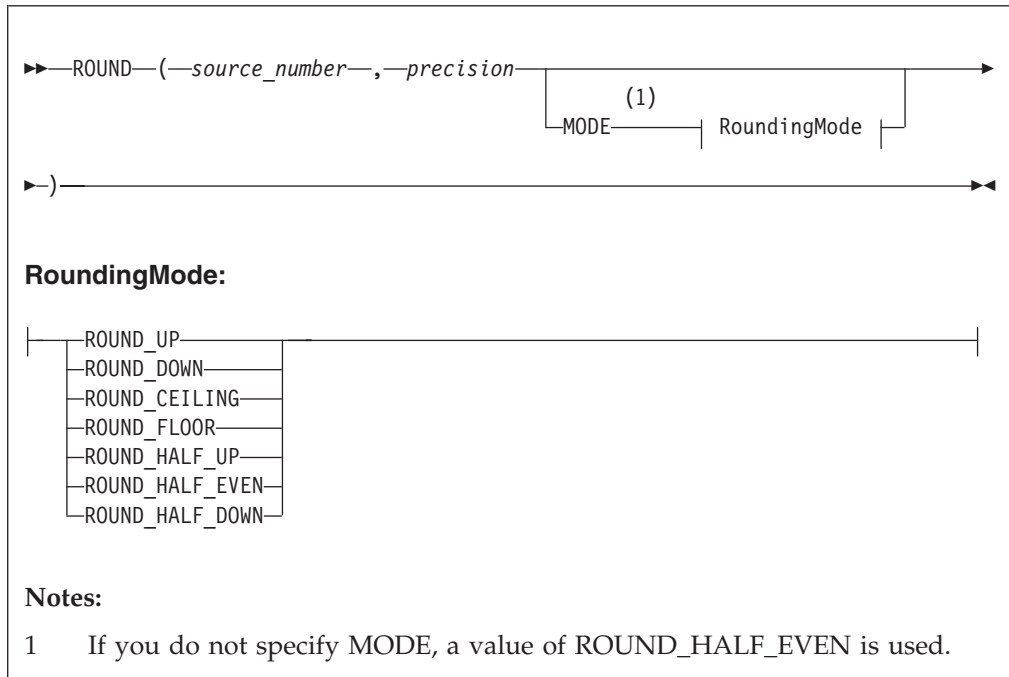 ROUND ( source_number , precision
(1)
MODE RoundingMode
)
RoundingMode:
ROUND_UP
ROUND_DOWN
ROUND_CEILING
ROUND_FLOOR
ROUND_HALF_UP
ROUND_HALF_EVEN
ROUND_HALF_DOWN
Notes:
1 If you do not specify MODE, a value of ROUND_HALF_EVEN is used.